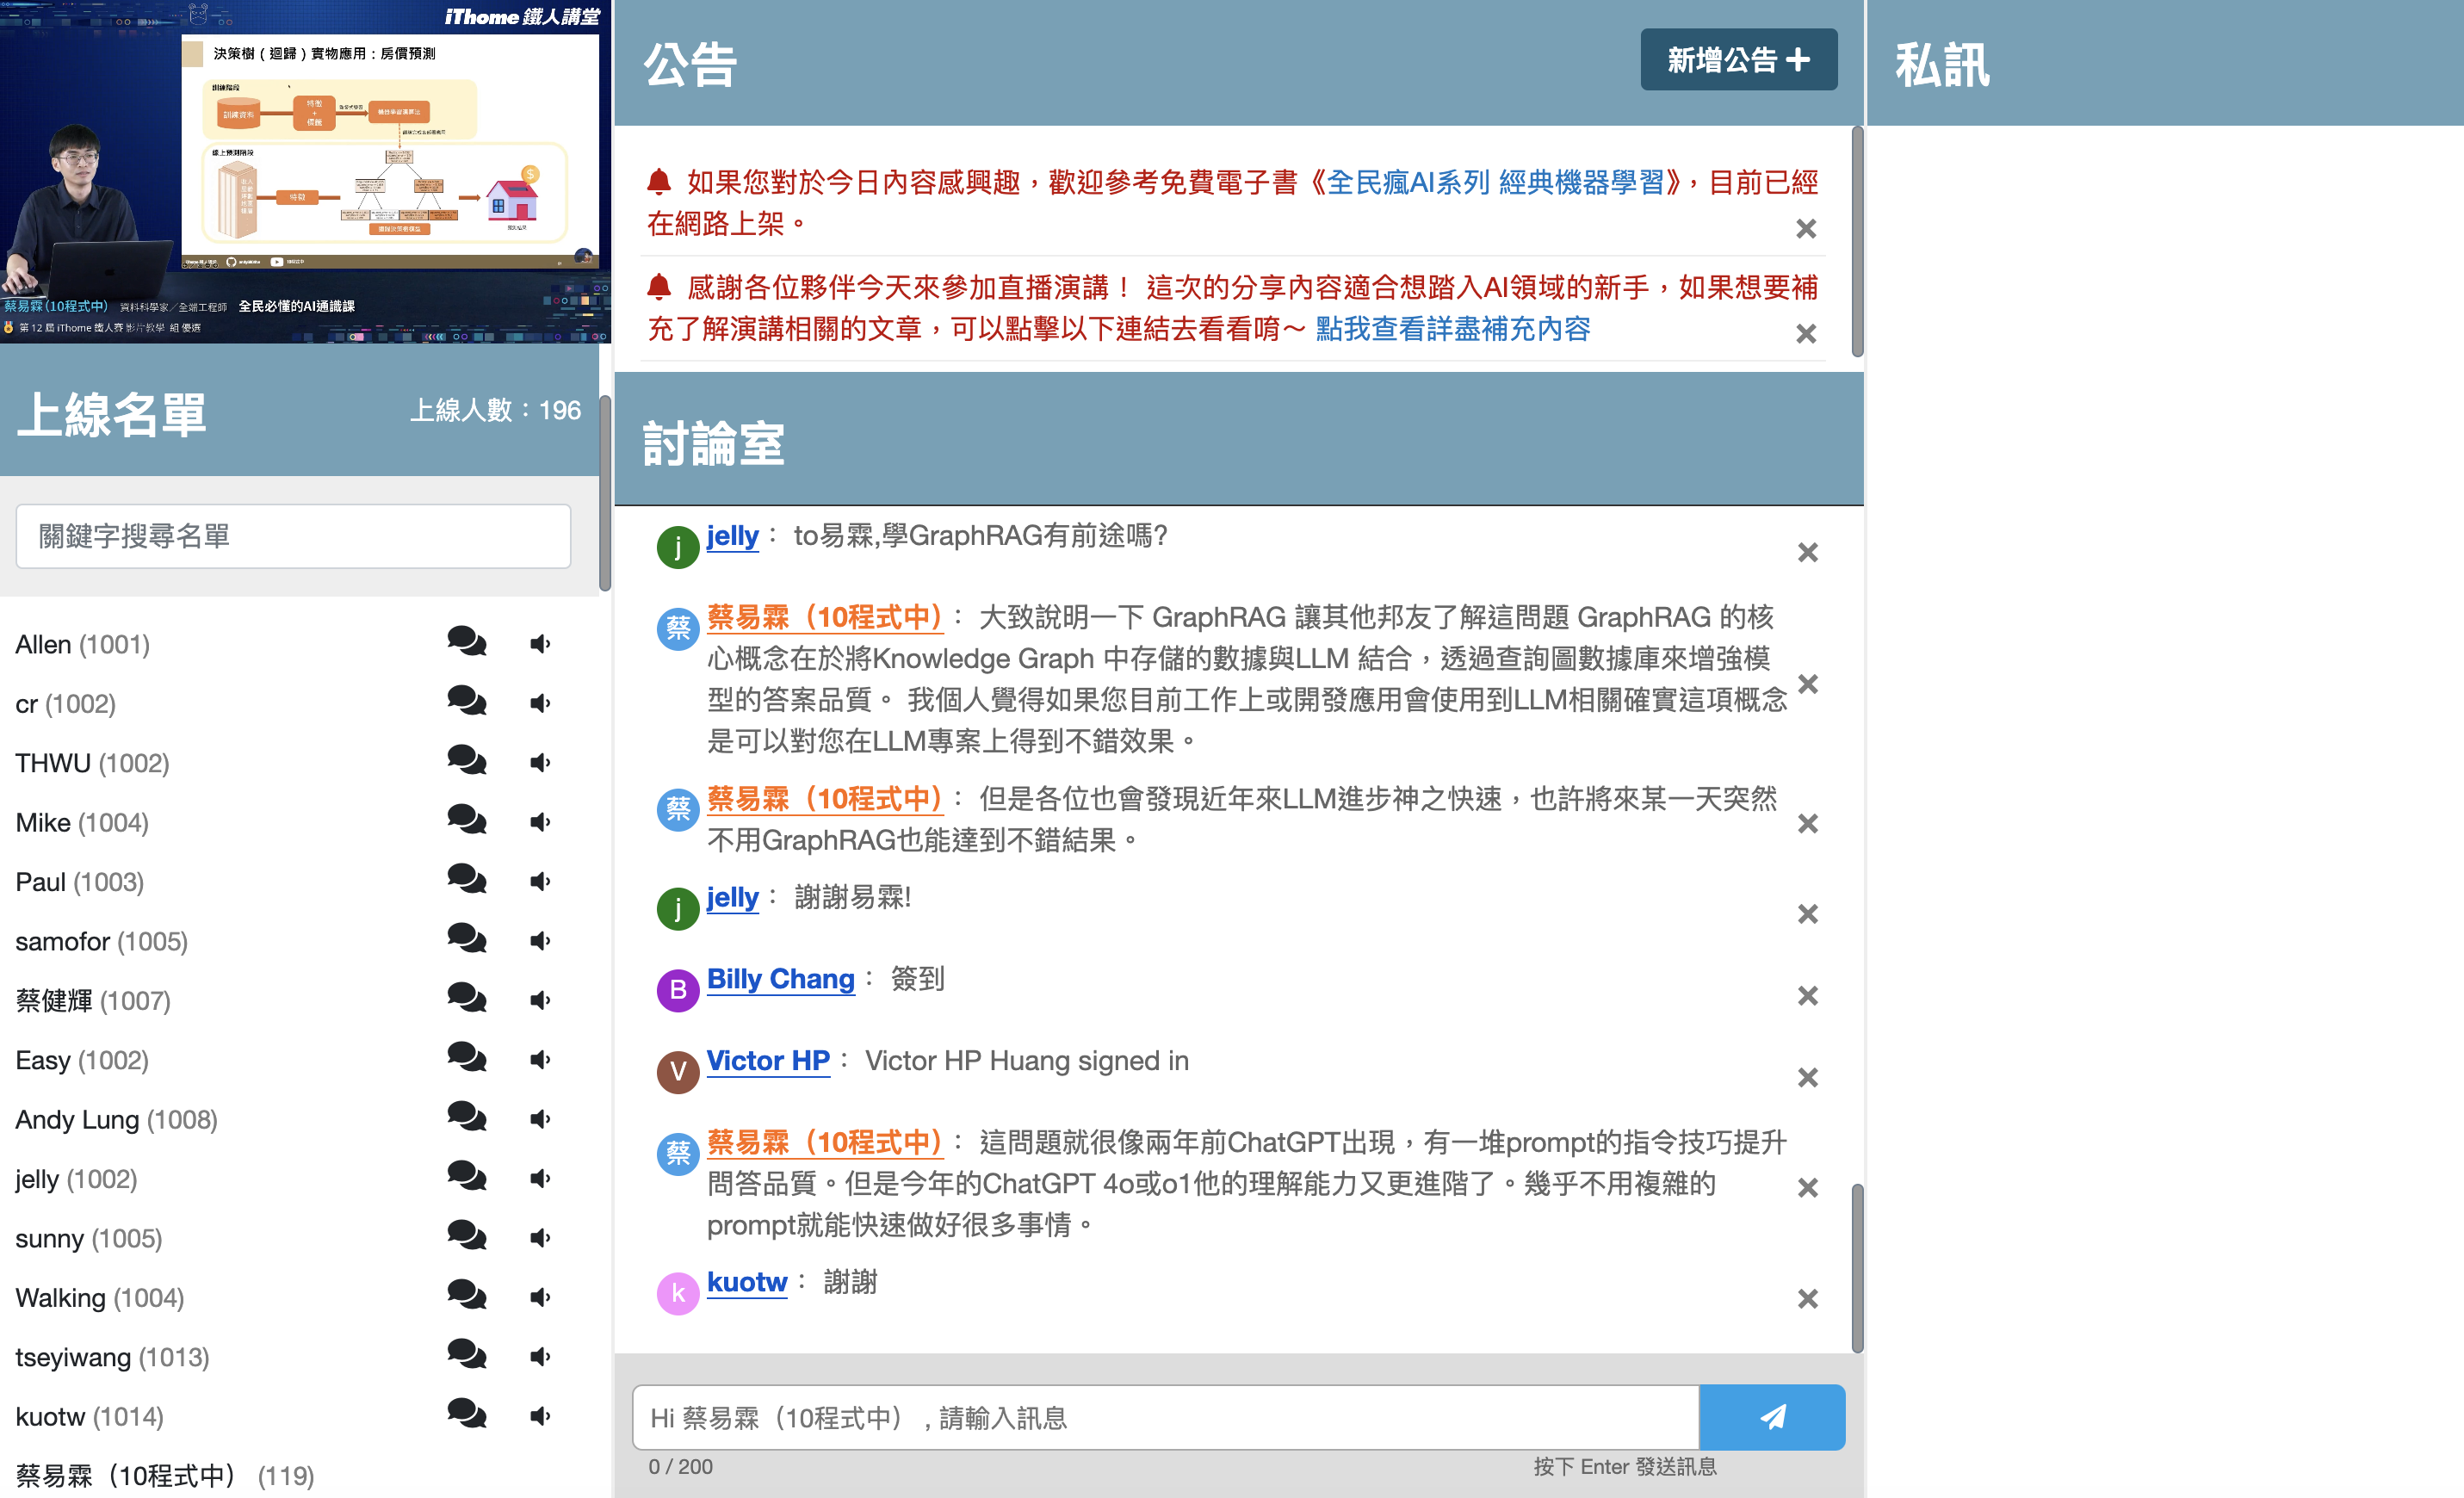 iThome 鐵人講堂
決策樹（迴歸）實物應用：房價預測
訓練階段
訓練資料
特徵
+
標籤
線上預測階段
特徵
蔡易霖(10程式中) 資料科學家／全端工程師 全民必懂的AI通識課
第 12 屆 iThome 鐵人賽 影片教學 組 優選
上線名單
上線人數：196
關鍵字搜尋名單
Allen (1001)
cr (1002)
THWU (1002)
Mike (1004)
Paul (1003)
samofor (1005)
蔡健輝 (1007)
Easy (1002)
Andy Lung (1008)
jelly (1002)
sunny (1005)
Walking (1004)
tseyiwang (1013)
kuotw (1014)
蔡易霖（10程式中） (119)
公告
新增公告
如果您對於今日內容感興趣，歡迎參考免費電子書《全民瘋AI系列 經典機器學習》，目前已經
在網路上架。
感謝各位夥伴今天來參加直播演講！ 這次的分享內容適合想踏入AI領域的新手，如果想要補
充了解演講相關的文章，可以點擊以下連結去看看唷～ 點我查看詳盡補充內容
討論室
j jelly： to易霖,學GraphRAG有前途嗎?
蔡 蔡易霖（10程式中）： 大致說明一下 GraphRAG 讓其他邦友了解這問題 GraphRAG 的核
心概念在於將Knowledge Graph 中存儲的數據與LLM 結合，透過查詢圖數據庫來增強模
型的答案品質。 我個人覺得如果您目前工作上或開發應用會使用到LLM相關確實這項概念
是可以對您在LLM專案上得到不錯效果。
蔡 蔡易霖（10程式中）： 但是各位也會發現近年來LLM進步神之快速，也許將來某一天突然
不用GraphRAG也能達到不錯結果。
j jelly： 謝謝易霖!
B Billy Chang： 簽到
V Victor HP： Victor HP Huang signed in
蔡 蔡易霖（10程式中）： 這問題就很像兩年前ChatGPT出現，有一堆prompt的指令技巧提升
問答品質。但是今年的ChatGPT 4o或o1他的理解能力又更進階了。幾乎不用複雜的
prompt就能快速做好很多事情。
k kuotw： 謝謝
Hi 蔡易霖（10程式中） , 請輸入訊息
0 / 200
按下 Enter 發送訊息
私訊